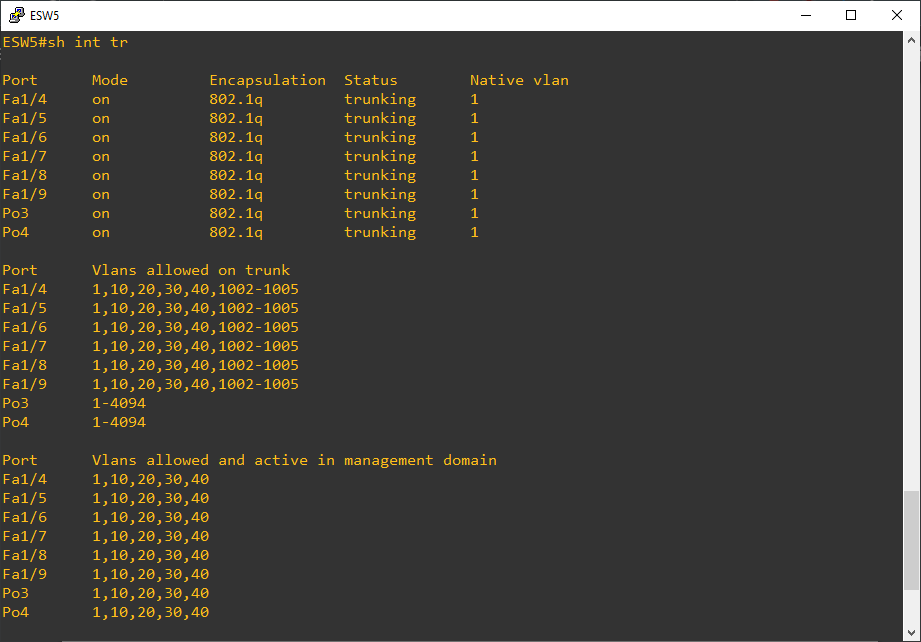 ESW5
ESW5#sh int tr
Port Mode Encapsulation Status Native vlan
Fa1/4 on 802.1q trunking 1
Fa1/5 on 802.1q trunking 1
Fa1/6 on 802.1q trunking 1
Fa1/7 on 802.1q trunking 1
Fa1/8 on 802.1q trunking 1
Fa1/9 on 802.1q trunking 1
Po3 on 802.1q trunking 1
Po4 on 802.1q trunking 1
Port Vlans allowed on trunk
Fa1/4 1,10,20,30,40,1002-1005
Fa1/5 1,10,20,30,40,1002-1005
Fa1/6 1,10,20,30,40,1002-1005
Fa1/7 1,10,20,30,40,1002-1005
Fa1/8 1,10,20,30,40,1002-1005
Fa1/9 1,10,20,30,40,1002-1005
Po3 1-4094
Po4 1-4094
Port Vlans allowed and active in management domain
Fa1/4 1,10,20,30,40
Fa1/5 1,10,20,30,40
Fa1/6 1,10,20,30,40
Fa1/7 1,10,20,30,40
Fa1/8 1,10,20,30,40
Fa1/9 1,10,20,30,40
Po3 1,10,20,30,40
Po4 1,10,20,30,40